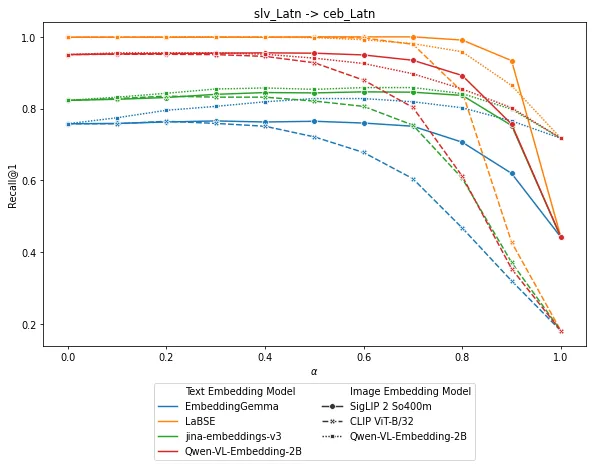 slv_Latn -> ceb_Latn
1.0
0.8
0.6
0.4
0.2
Recall@1
0.0 0.2 0.4 0.6 0.8 1.0
α
Text Embedding Model Image Embedding Model
EmbeddingGemma SigLIP 2 So400m
LaBSE CLIP ViT-B/32
jina-embeddings-v3 Qwen-VL-Embedding-2B
Qwen-VL-Embedding-2B